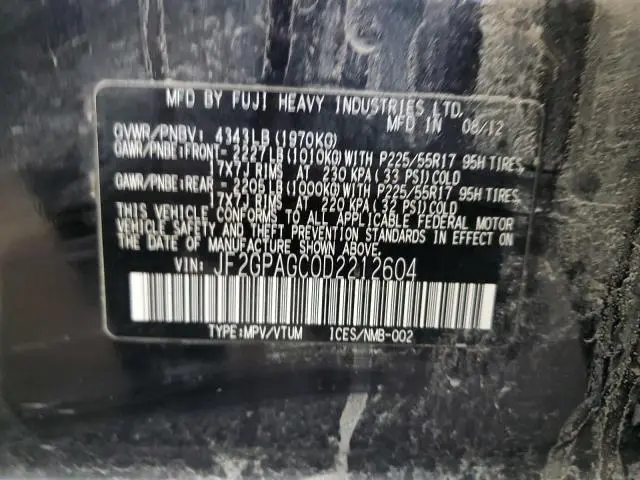 MFD BY FUJI HEAVY INDUSTRIES LTD.
MFD IN 08/12
GVWR/PNBV: 4343LB(1970KG)
GAWR/PNBE:FRONT- 2227LB(1010KG)WITH P225/55R17 95H TIRES,
17X7J RIMS AT 230 KPA(33 PSI)COLD
GAWR/PNBE:REAR - 2205LB(1000KG)WITH P225/55R17 95H TIRES,
17X7J RIMS AT 220 KPA(32 PSI)COLD
THIS VEHICLE CONFORMS TO ALL APPLICABLE FEDERAL MOTOR
VEHICLE SAFETY AND THEFT PREVENTION STANDARDS IN EFFECT ON
THE DATE OF MANUFACTURE SHOWN ABOVE.
VIN: JF2GPAGC0D2212604
TYPE:MPV/VTUM ICES/NMB-002